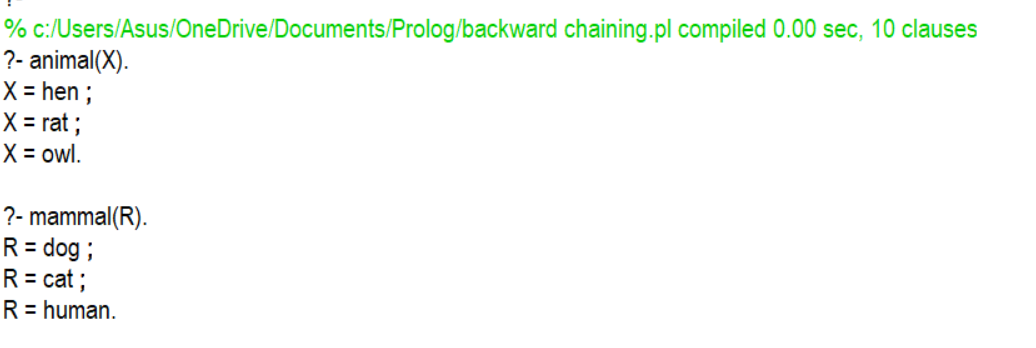 % c:/Users/Asus/OneDrive/Documents/Prolog/backward chaining.pl compiled 0.00 sec, 10 clauses
?- animal(X).
X = hen ;
X = rat ;
X = owl.
?- mammal(R).
R = dog ;
R = cat ;
R = human.